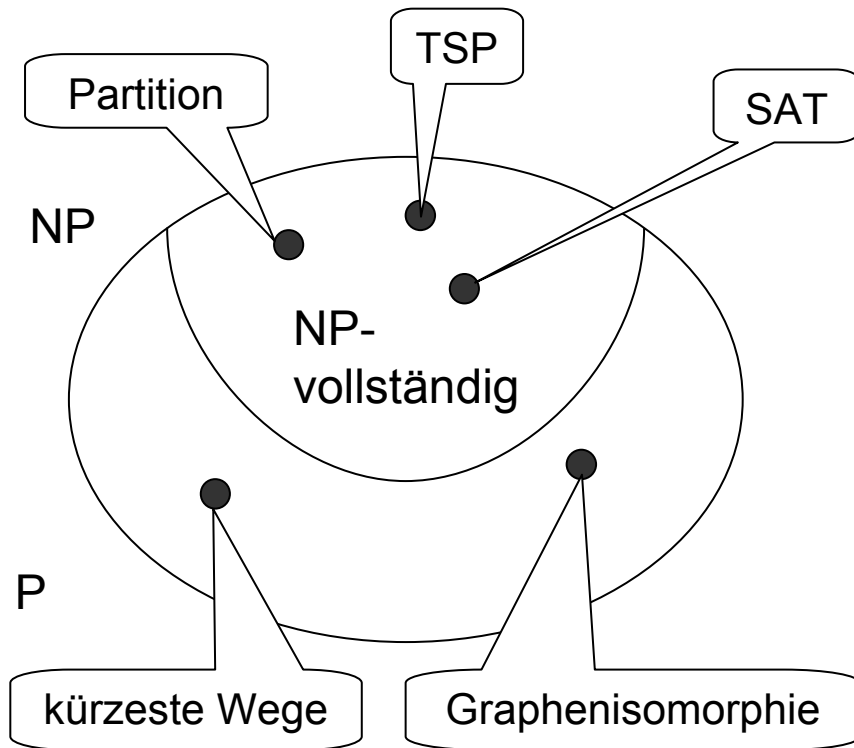 TSP
Partition
SAT
NP
NP-
vollständig
P
kürzeste Wege
Graphenisomorphie